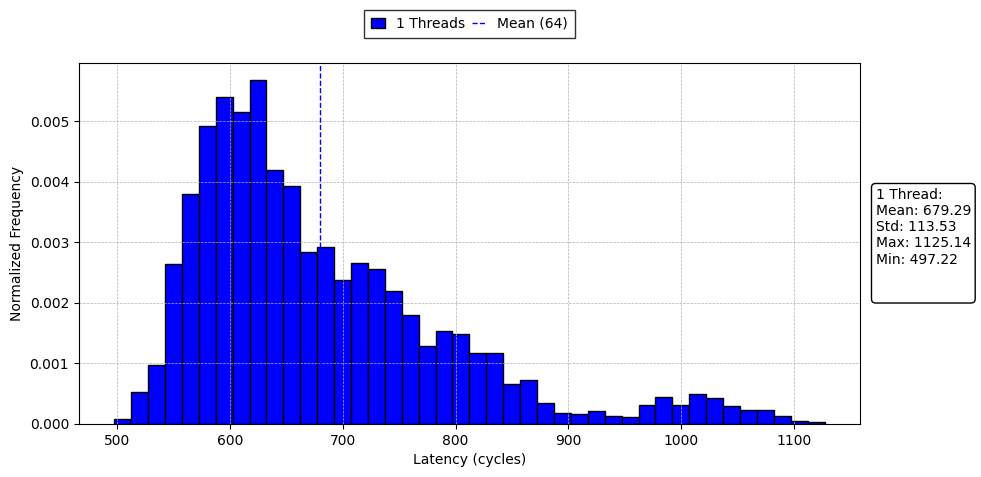 1 Threads
Mean (64)
Normalized Frequency
0.005
0.004
0.003
0.002
0.001
0.000
500
600
700
800
900
1000
1100
Latency (cycles)
1 Thread:
Mean: 679.29
Std: 113.53
Max: 1125.14
Min: 497.22